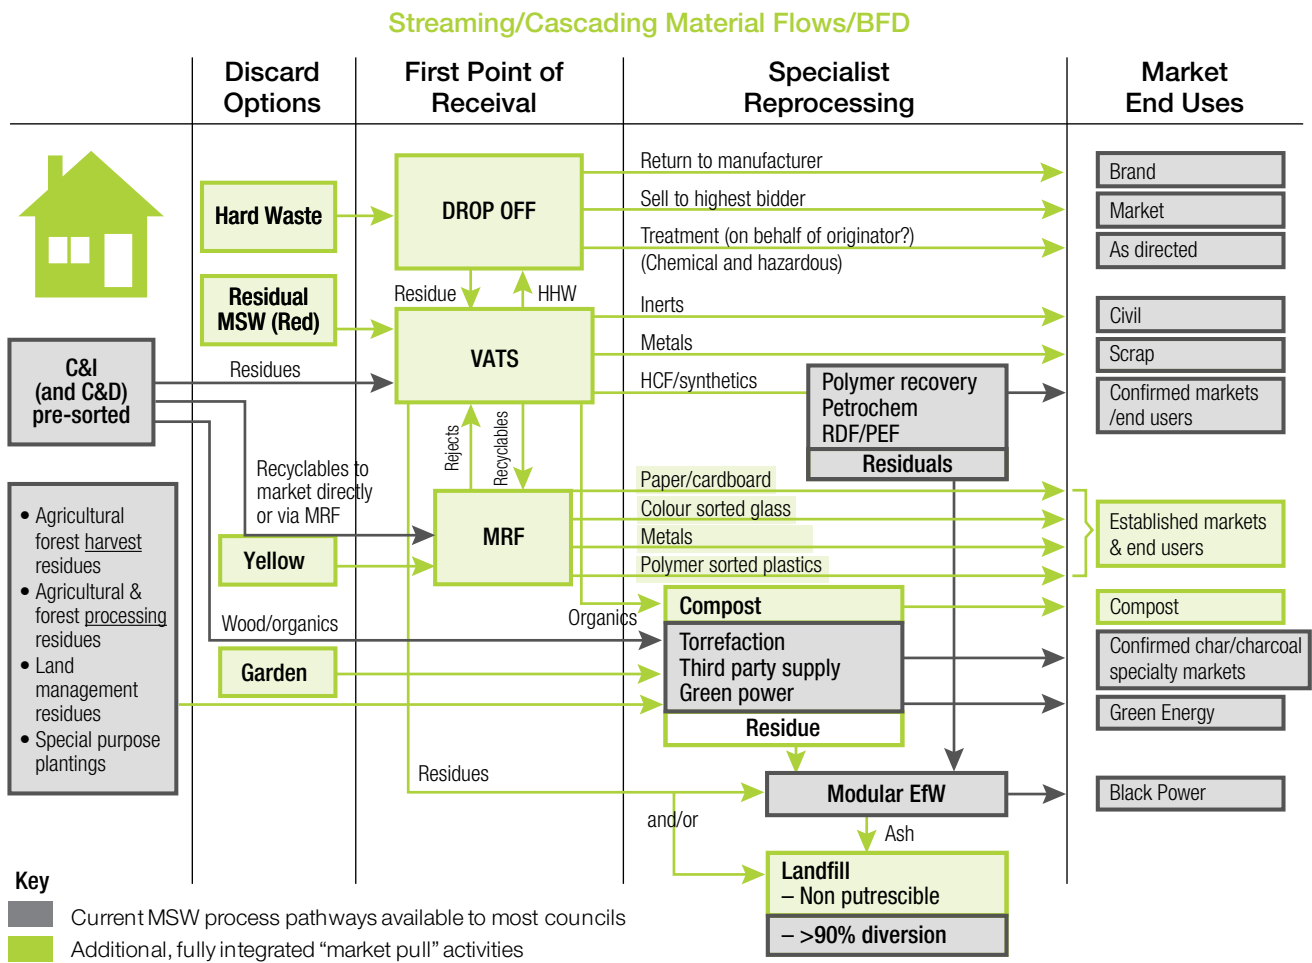 Streaming/Cascading Material Flows/BFD
Discard
Options
First Point of
Receival
Specialist
Reprocessing
Market
End Uses
Hard Waste
DROP OFF
Return to manufacturer
Sell to highest bidder
Treatment (on behalf of originator?)
(Chemical and hazardous)
Brand
Market
As directed
Residual
MSW (Red)
Residue
HHW
VATS
Inerts
Metals
HCF/synthetics
Civil
Scrap
Confirmed markets
/end users
C&I
(and C&D)
pre-sorted
Residues
Polymer recovery
Petrochem
RDF/PEF
Residuals
Rejects
Recyclables
Recyclables to
market directly
or via MRF
MRF
Yellow
Paper/cardboard
Colour sorted glass
Metals
Polymer sorted plastics
Established markets
& end users
• Agricultural
forest harvest
residues
• Agricultural &
forest processing
residues
• Land
management
residues
• Special purpose
plantings
Wood/organics
Organics
Garden
Compost
Torrefaction
Third party supply
Green power
Residue
Compost
Confirmed char/charcoal
specialty markets
Green Energy
Residues
and/or
Modular EfW
Black Power
Ash
Landfill
– Non putrescible
– >90% diversion
Key
Current MSW process pathways available to most councils
Additional, fully integrated “market pull” activities